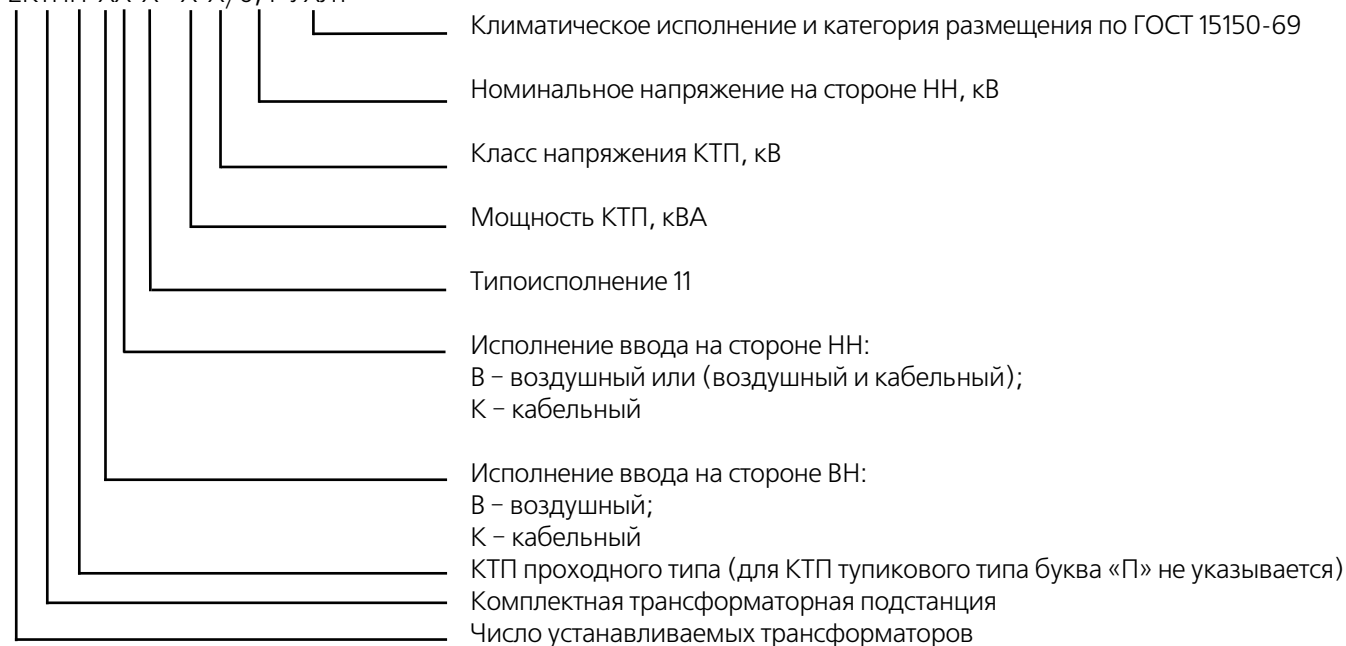 Климатическое исполнение и категория размещения по ГОСТ 15150-69
Номинальное напряжение на стороне НН, кВ
Класс напряжения КТП, кВ
Мощность КТП, кВА
Типоисполнение 11
Исполнение ввода на стороне НН:
В – воздушный или (воздушный и кабельный);
К – кабельный
Исполнение ввода на стороне ВН:
В – воздушный;
К – кабельный
КТП проходного типа (для КТП тупикового типа буква «П» не указывается)
Комплектная трансформаторная подстанция
Число устанавливаемых трансформаторов